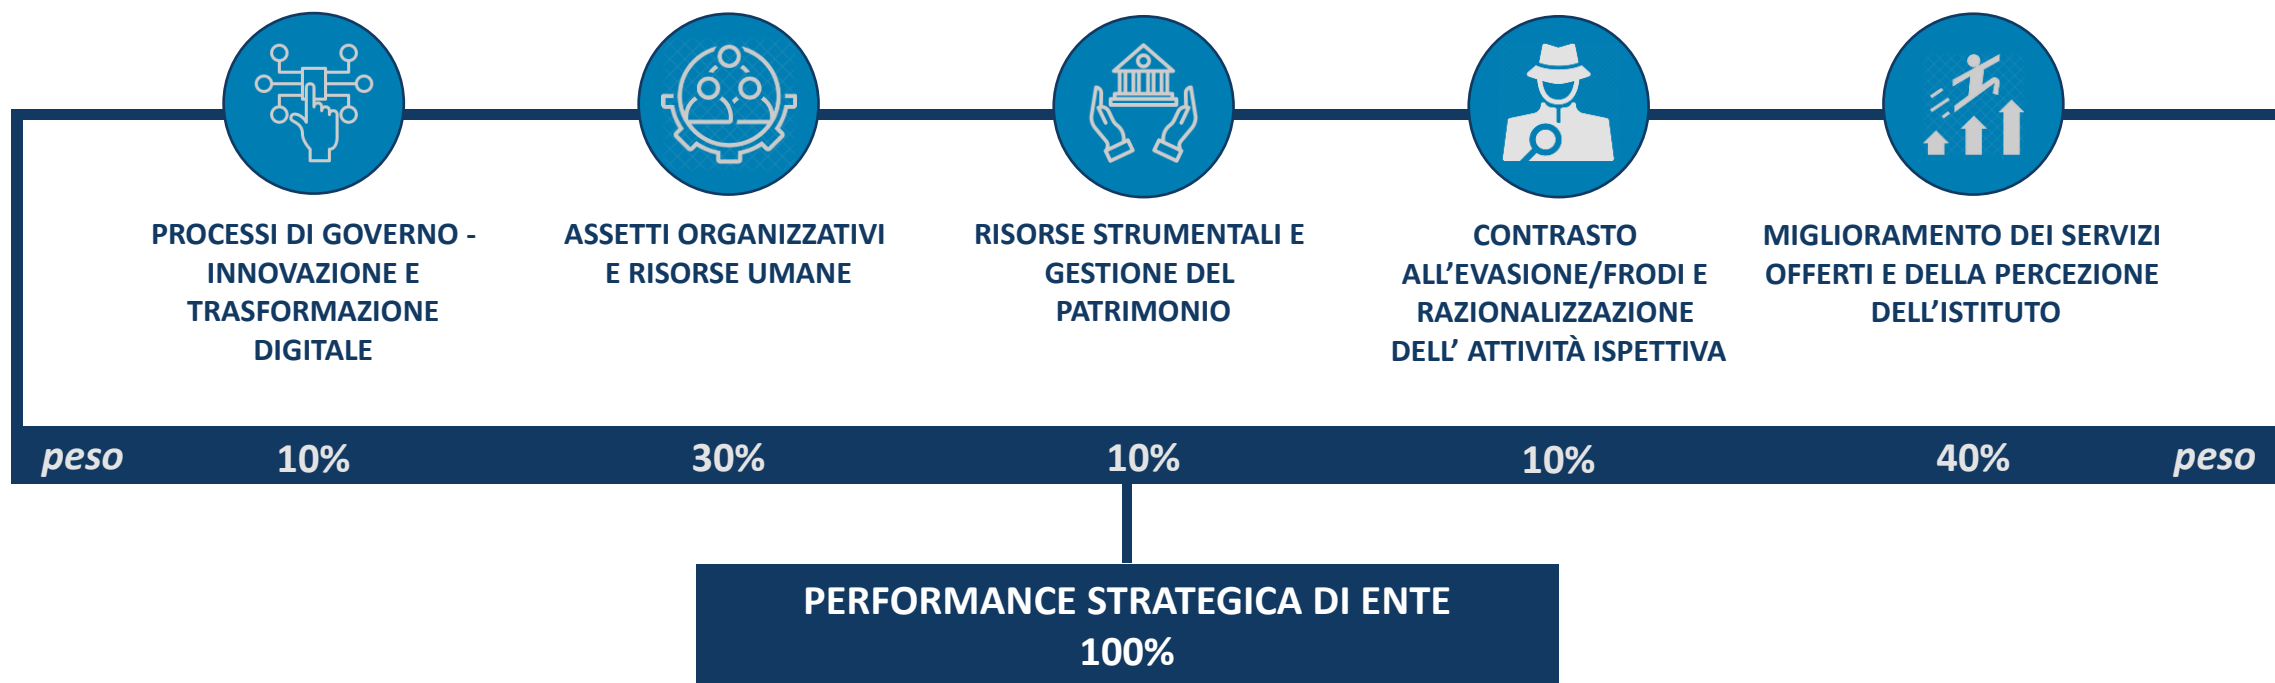 PROCESSI DI GOVERNO -
INNOVAZIONE E
TRASFORMAZIONE
DIGITALE
ASSETTI ORGANIZZATIVI
E RISORSE UMANE
RISORSE STRUMENTALI E
GESTIONE DEL
PATRIMONIO
CONTRASTO
ALL’EVASIONE/FRODI E
RAZIONALIZZAZIONE
DELL’ ATTIVITÀ ISPETTIVA
MIGLIORAMENTO DEI SERVIZI
OFFERTI E DELLA PERCEZIONE
DELL’ISTITUTO
peso 10% 30% 10% 10% 40% peso
PERFORMANCE STRATEGICA DI ENTE
100%